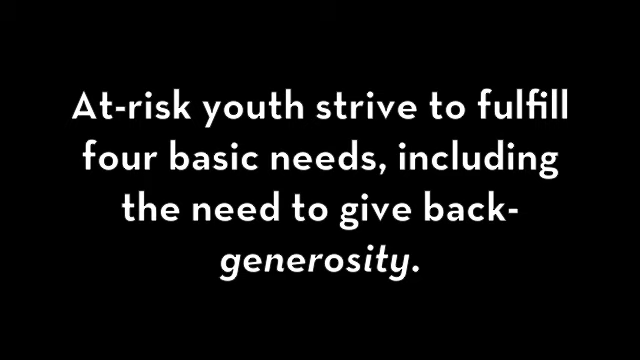 At-risk youth strive to fulfill
four basic needs, including
the need to give back-
generosity.